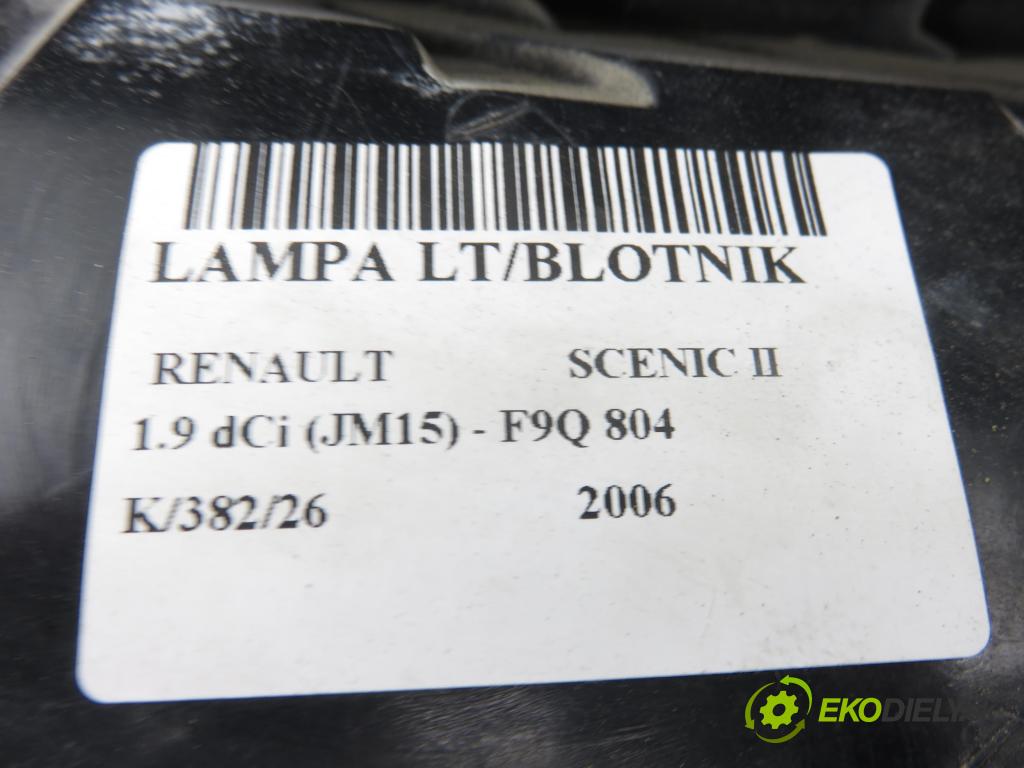 LAMPA LT/BLOTNIK
RENAULT SCENIC II
1.9 dCi (JM15) - F9Q 804
K/382/26 2006
EKODIELY